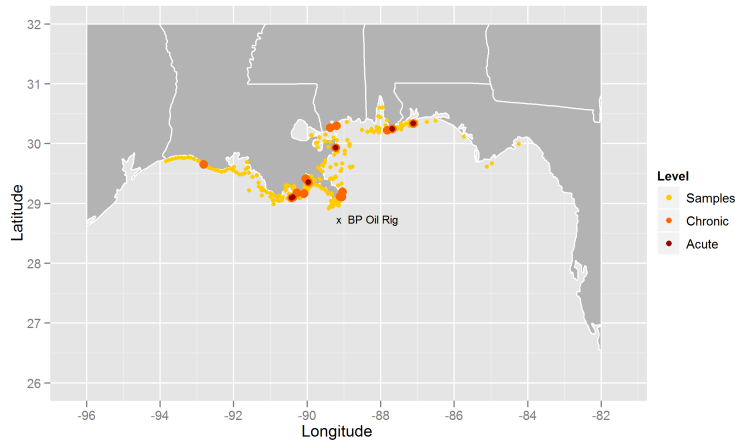 32
31
30
29
28
27
26
Latitude
x BP Oil Rig
-96
-94
-92
-90
-88
-86
-84
-82
Longitude
Level
Samples
Chronic
Acute